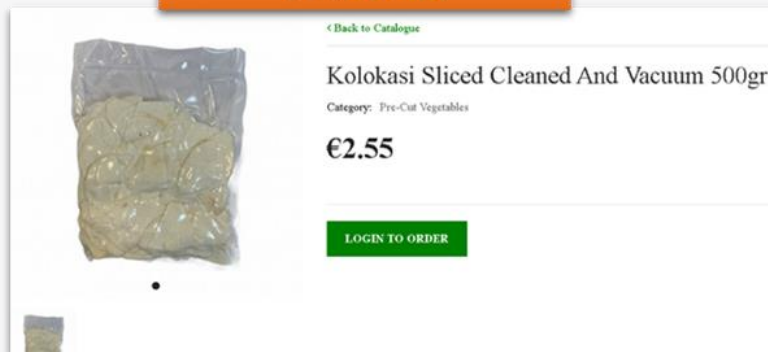 < Back to Catalogue
Kolokasi Sliced Cleaned And Vacuum 500gr
Category: Pre-Cut Vegetables
€2.55
LOGIN TO ORDER